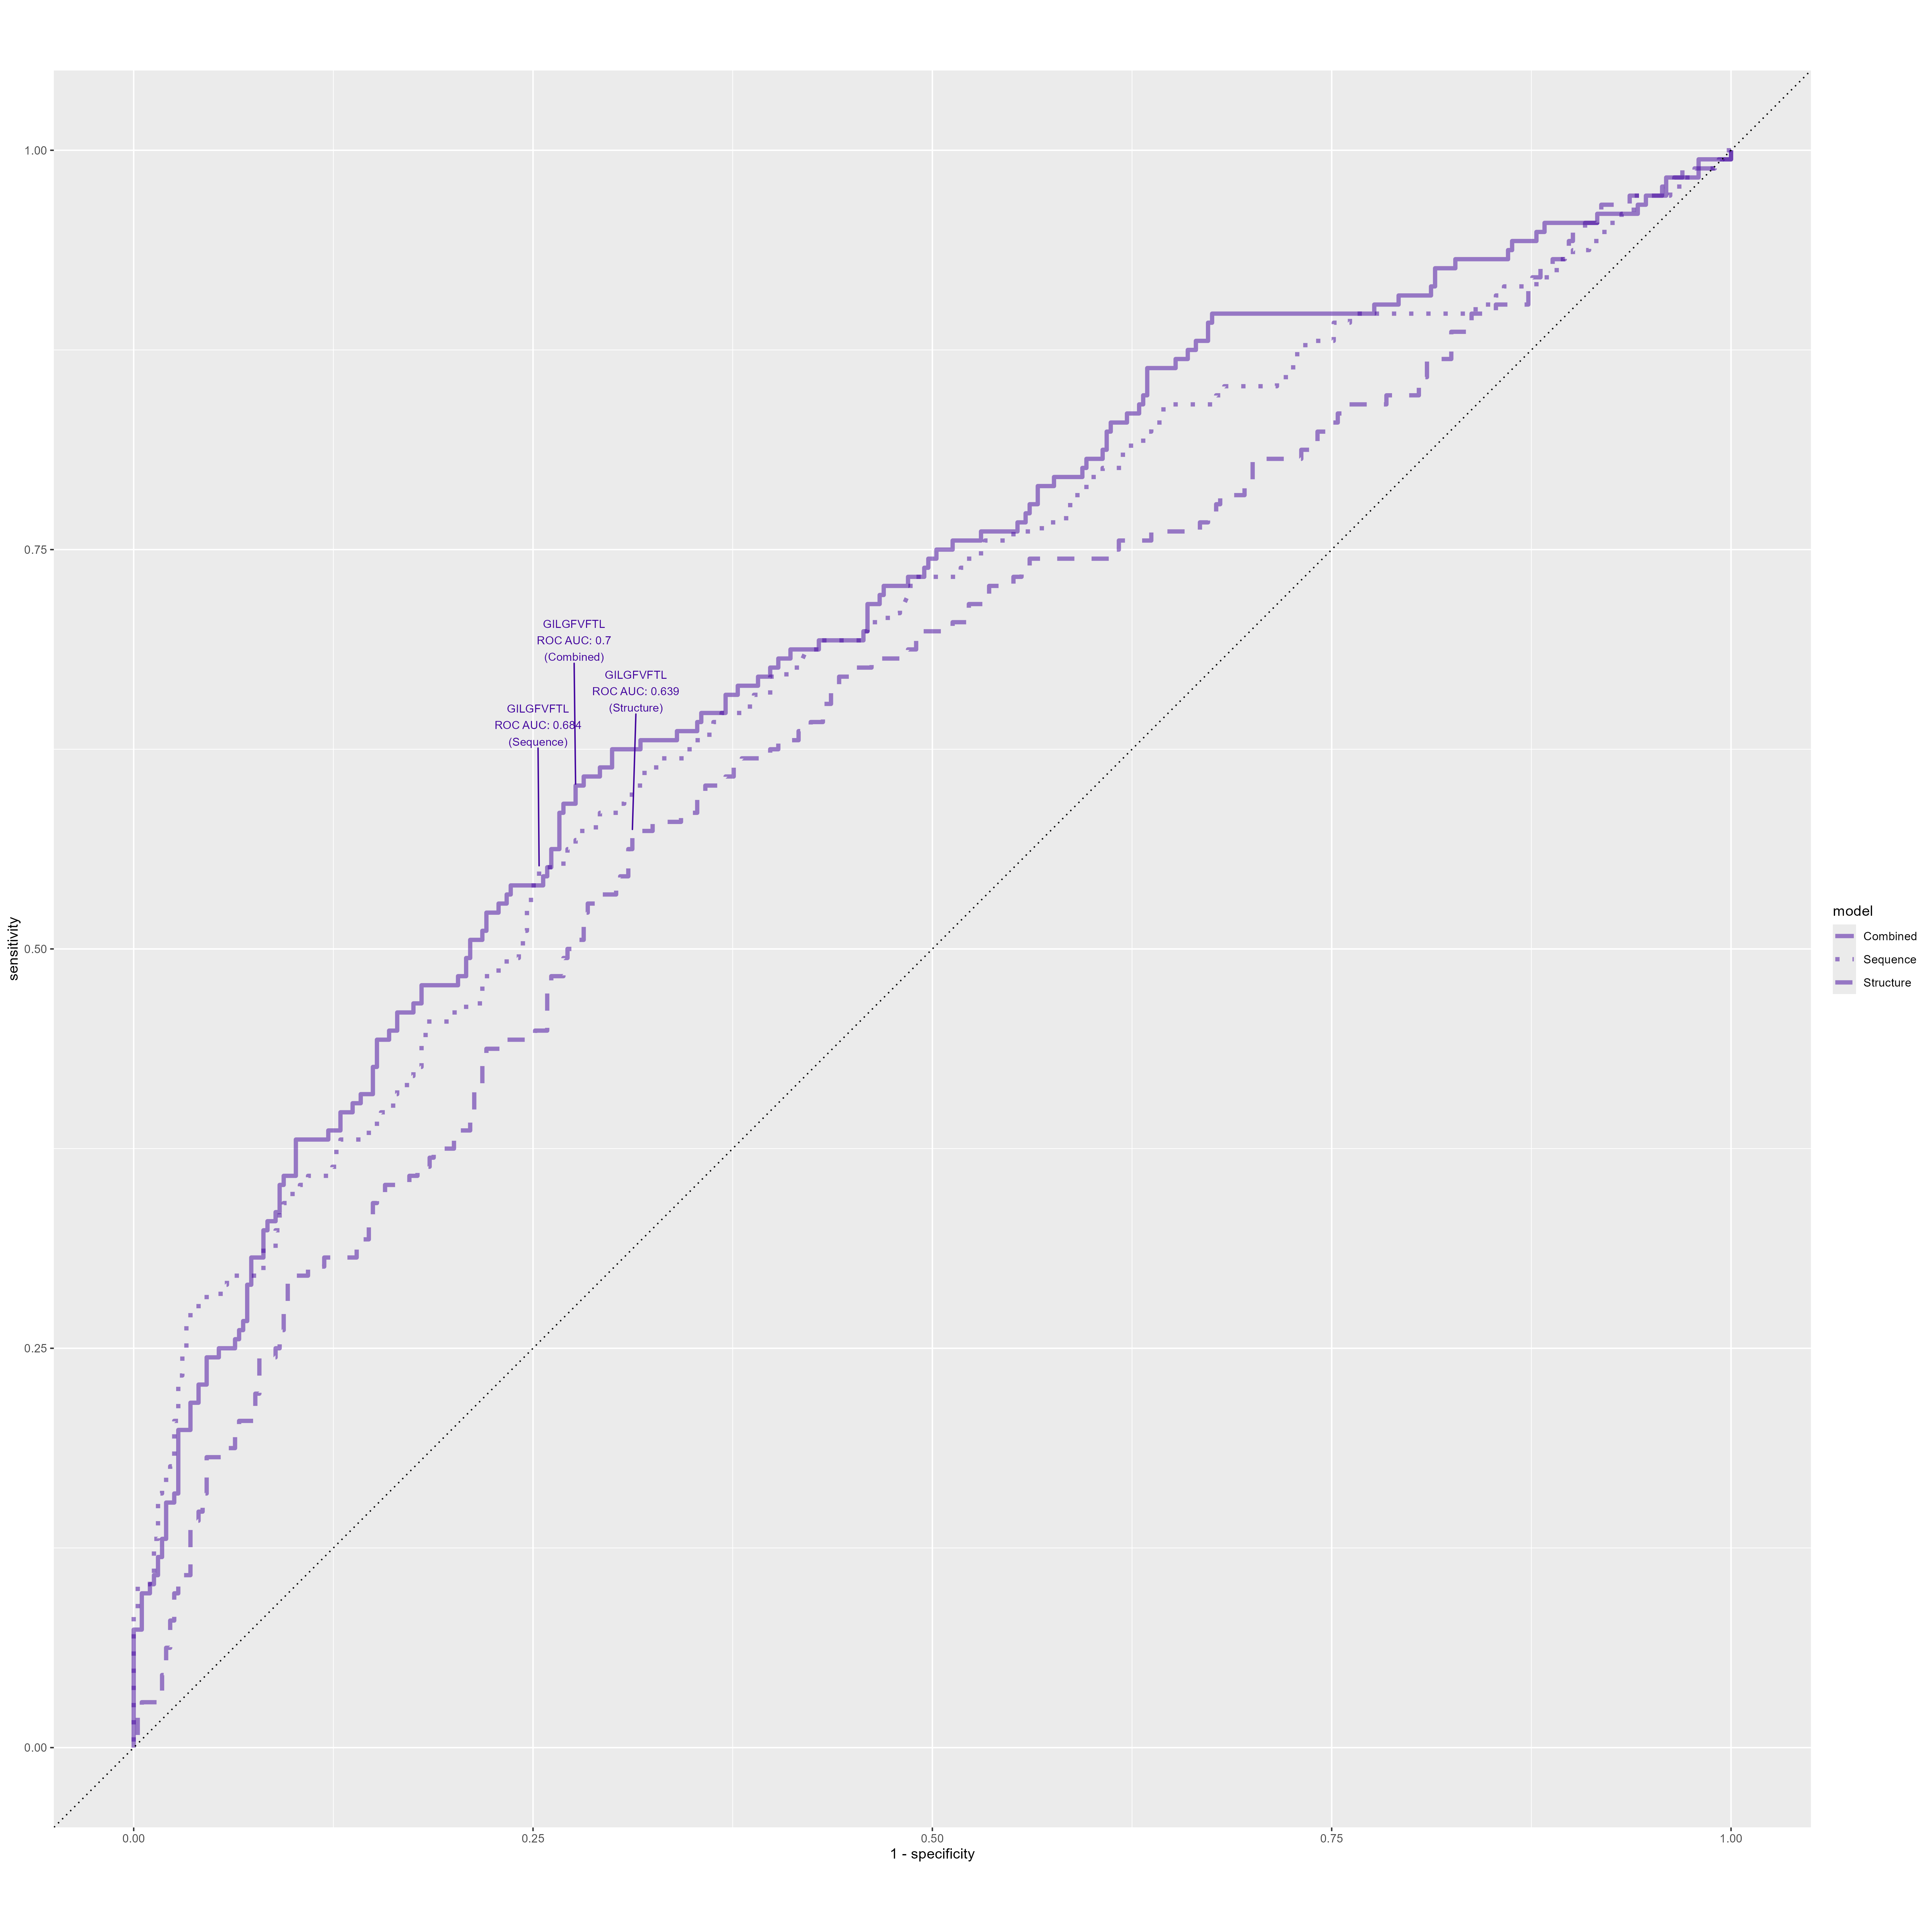 1.00
0.75
0.50
0.25
0.00
sensitivity
GILGFVFTL
ROC AUC: 0.7
(Combined)
GILGFVFTL
ROC AUC: 0.639
(Structure)
GILGFVFTL
ROC AUC: 0.684
(Sequence)
0.00
0.25
0.50
0.75
1.00
1 - specificity
model
Combined
Sequence
Structure